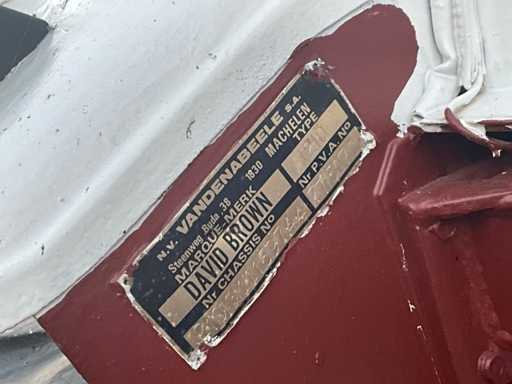 N.V. VANDENABEELE S.A.
Steenweg Buda 38 1830 MACHELEN
MARQUE-MERK TYPE
DAVID BROWN
Nr CHASSIS No Nr P.V.A. No